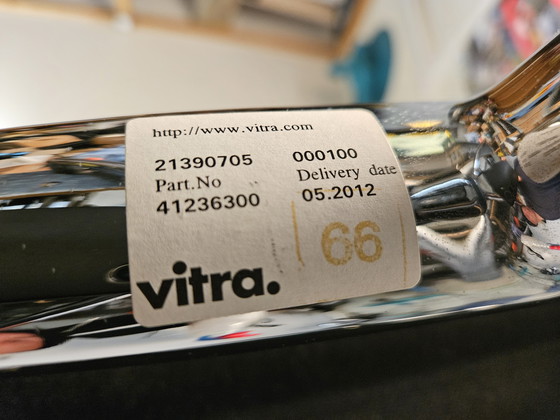 http://www.vitra.com
21390705 000100
Part.No Delivery date
41236300 05.2012
66
vitra.